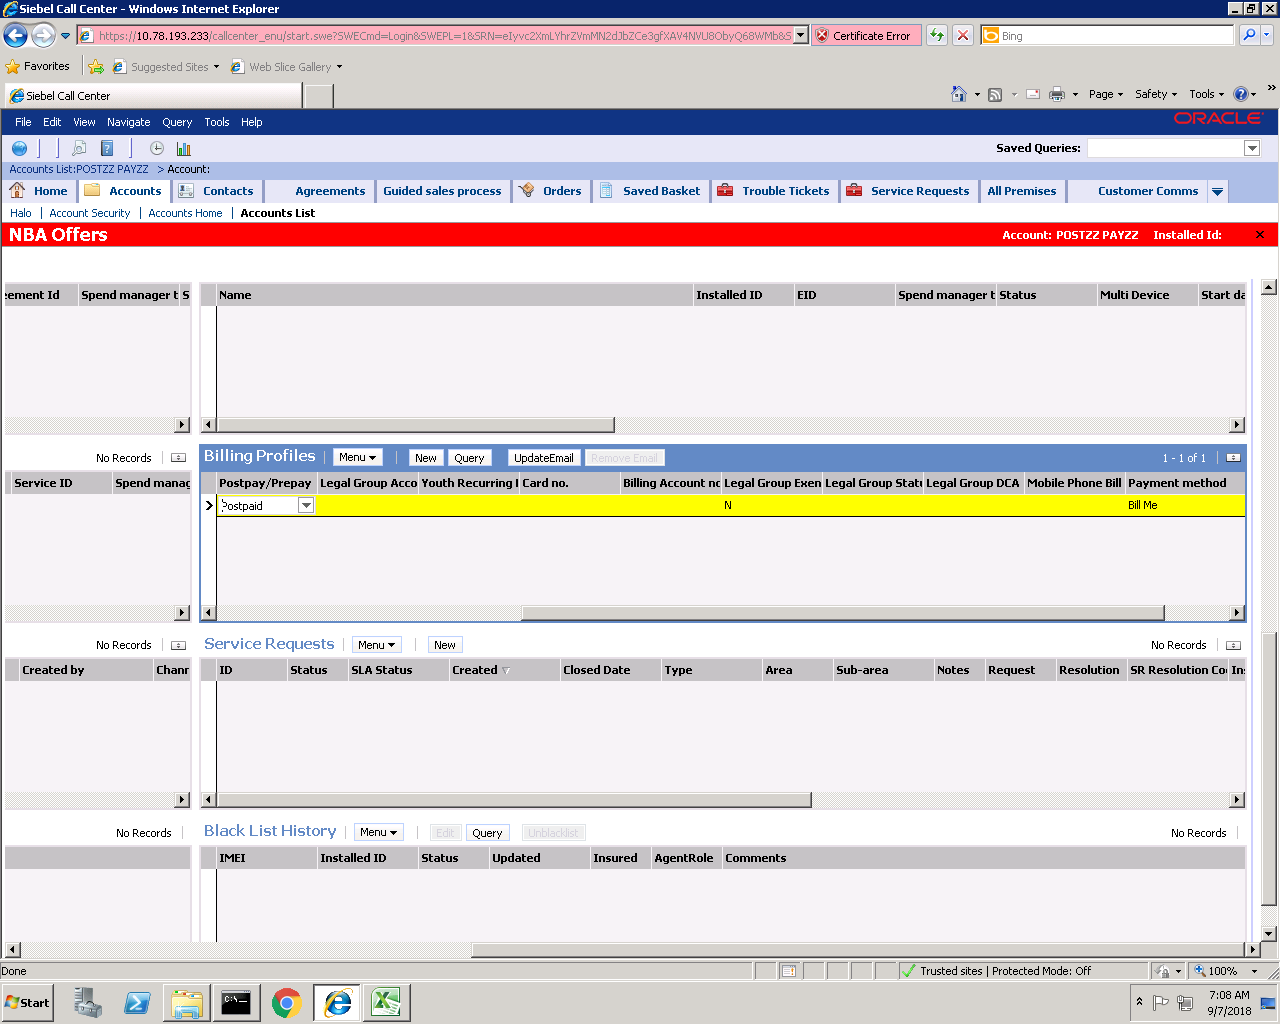 Siebel Call Center - Windows Internet Explorer
https://10.78.193.233/callcenter_enu/start.swe?SWECmd=Login&SWEPL=1&SRN= Certificate Error Bing
Favorites Suggested Sites Web Slice Gallery
Siebel Call Center Page Safety Tools »
File Edit View Navigate Query Tools Help ORACLE
Saved Queries:
Accounts List:POSTZZ PAYZZ > Account:
Home Accounts Contacts Agreements Guided sales process Orders Saved Basket Trouble Tickets Service Requests All Premises Customer Comms
Halo | Account Security | Accounts Home | Accounts List
NBA Offers Account: POSTZZ PAYZZ Installed Id: ×
eement Id Spend manager t S Name Installed ID EID Spend manager t Status Multi Device Start da
No Records Billing Profiles Menu New Query UpdateEmail Remove Email 1 - 1 of 1
Service ID Spend manag Postpay/Prepay Legal Group Acco Youth Recurring Card no. Billing Account no Legal Group Exen Legal Group Statu Legal Group DCA Mobile Phone Bill Payment method
Postpaid N Bill Me
No Records Service Requests Menu New No Records
Created by Chann ID Status SLA Status Created Closed Date Type Area Sub-area Notes Request Resolution SR Resolution Co Ins
No Records Black List History Menu Edit Query Unblacklist No Records
IMEI Installed ID Status Updated Insured AgentRole Comments
Done Trusted sites | Protected Mode: Off 100%
Start 7:08 AM
9/7/2018